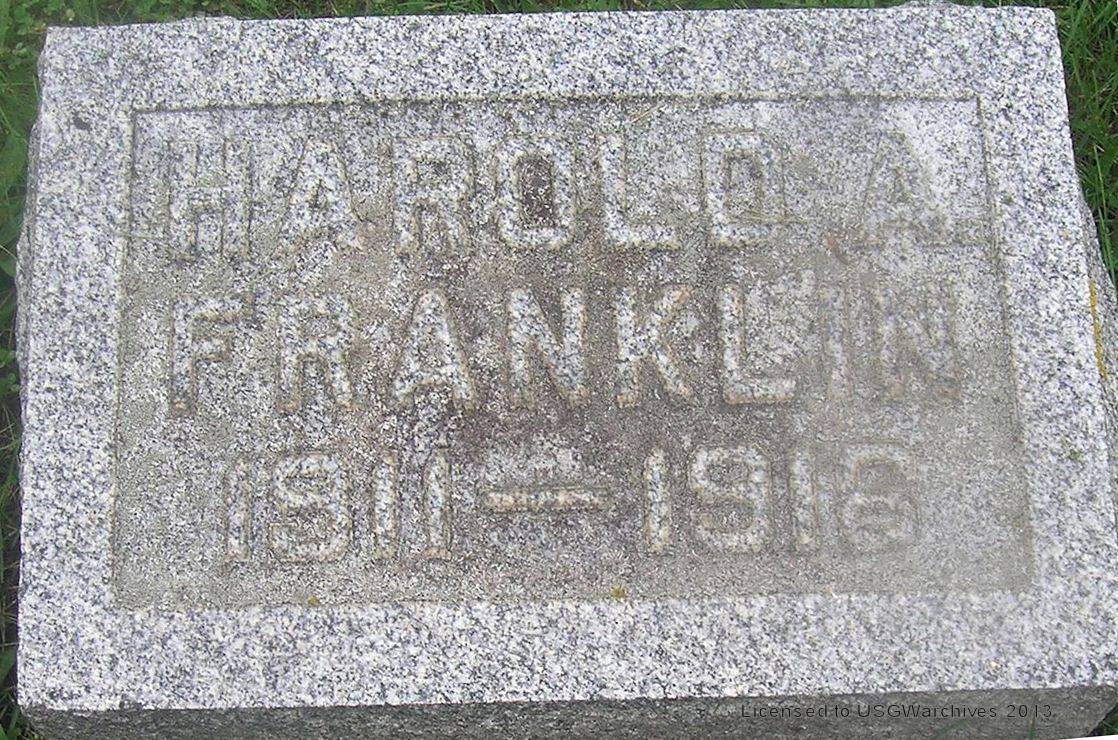 HAROLD A.
FRANKLIN
1911-1916
Licensed to USGWarchives 2013